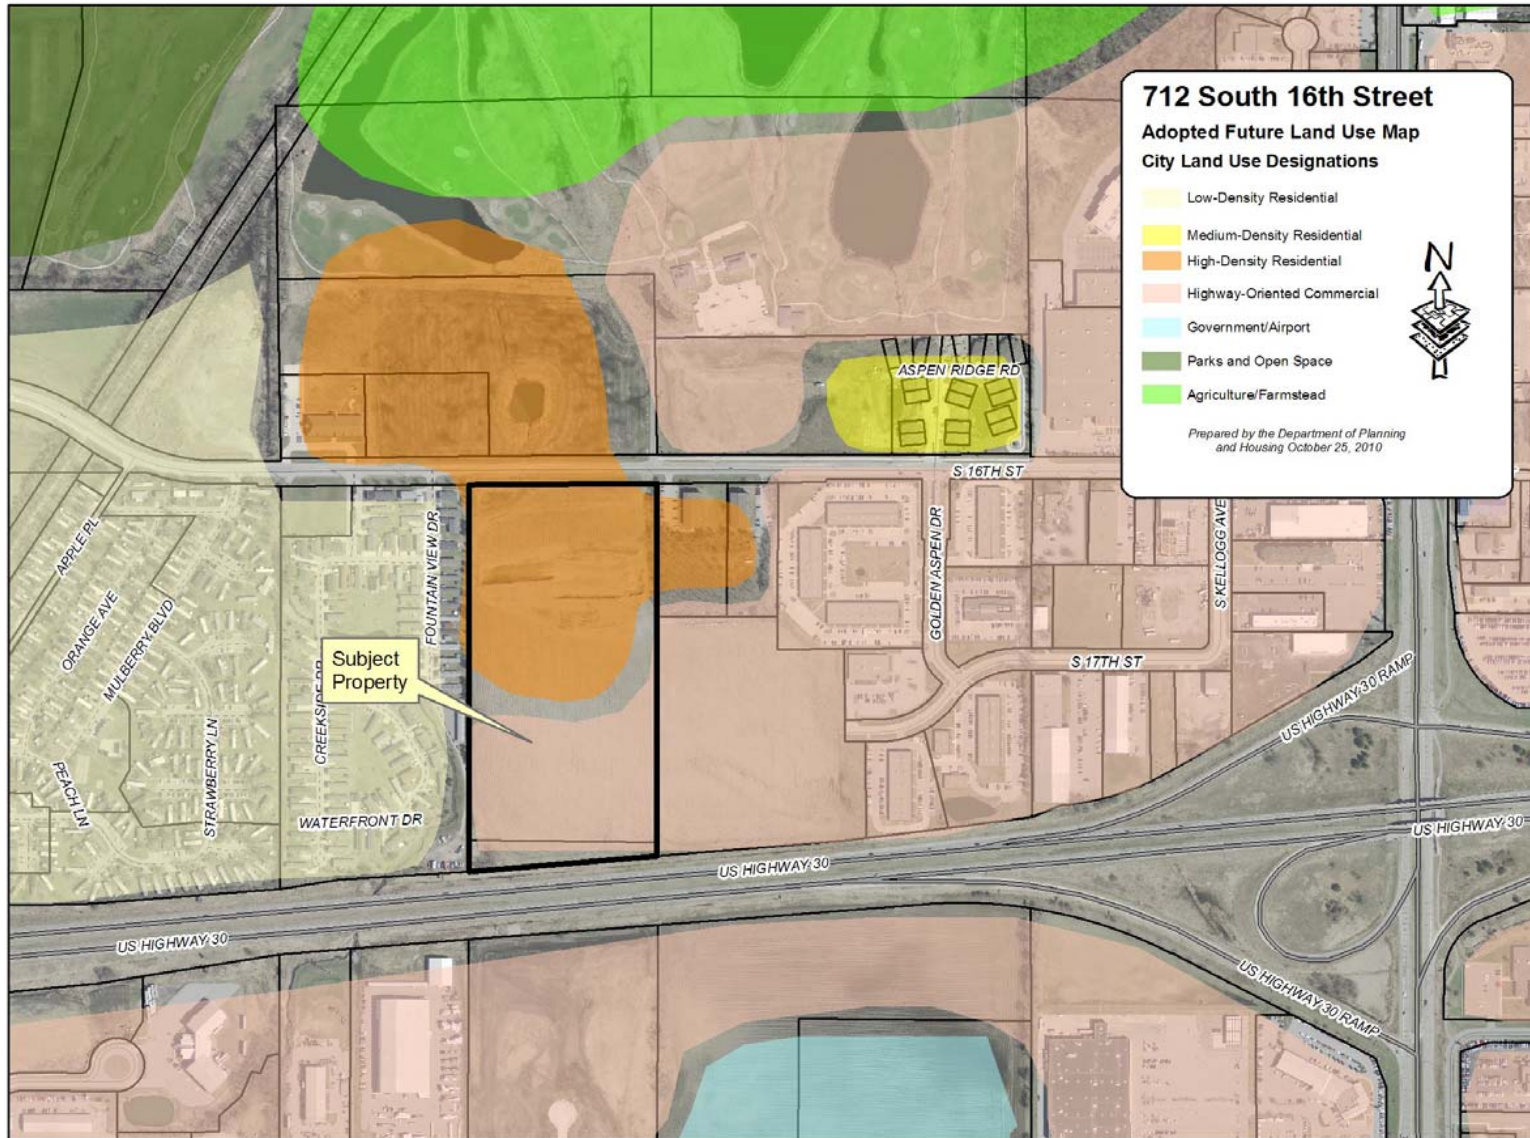 712 South 16th Street
Adopted Future Land Use Map
City Land Use Designations
Low-Density Residential
Medium-Density Residential
High-Density Residential
Highway-Oriented Commercial
Government/Airport
Parks and Open Space
Agriculture/Farmstead
N
Prepared by the Department of Planning
and Housing October 25, 2010
ASPEN RIDGE RD
S 16TH ST
APPLE PL
ORANGE AVE
MULBERRY BLVD
FOUNTAIN VIEW DR
GOLDEN ASPEN DR
S KELLOGG AVE
S 17TH ST
Subject
Property
CREEKSIDE DR
STRAWBERRY LN
PEACH LN
WATERFRONT DR
US HIGHWAY 30 RAMP
US HIGHWAY 30
US HIGHWAY 30
US HIGHWAY 30
US HIGHWAY 30 RAMP